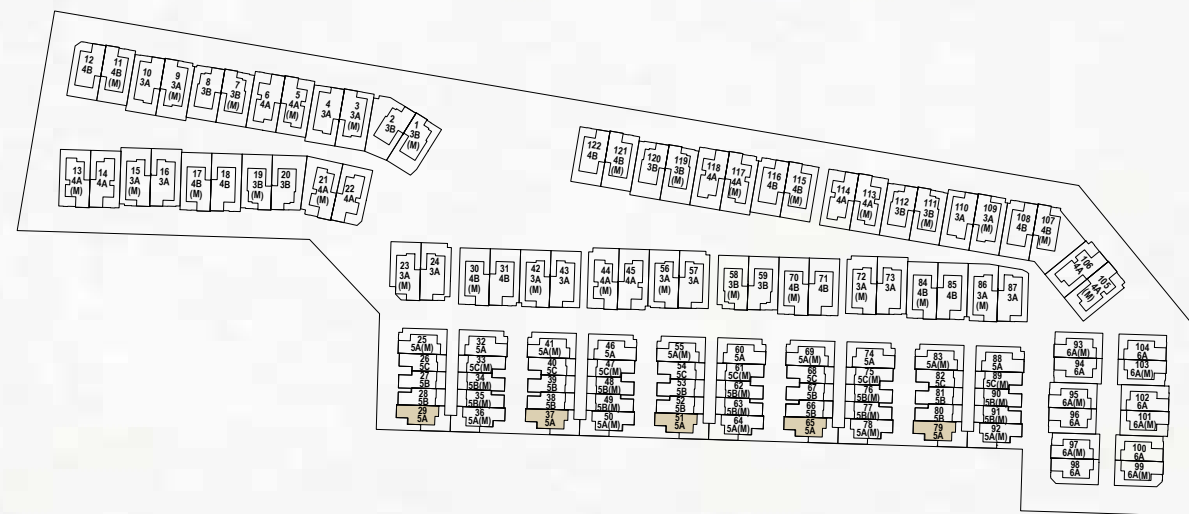 12
4B
11
4B
(M)
10
3A
9
3A
(M)
8
3B
7
3B
(M)
6
4A
5
4A
(M)
4
3A
3
3A
(M)
2
3B
1
3B
(M)
13
4A
(M)
14
4A
15
3A
(M)
16
3A
17
4B
(M)
18
4B
19
3B
(M)
20
3B
21
4A
(M)
22
4A
122
4B
121
4B
(M)
120
3B
119
3B
(M)
118
4A
117
4A
(M)
116
4B
115
4B
(M)
114
4A
113
4A
(M)
112
3B
111
3B
(M)
110
3A
109
3A
(M)
108
4B
107
4B
(M)
106
4A
105
4A
(M)
23
3A
(M)
24
3A
30
4B
(M)
31
4B
42
3A
(M)
43
3A
44
4A
(M)
45
4A
56
3A
(M)
57
3A
58
3B
(M)
59
3B
70
4B
(M)
71
4B
72
3A
(M)
73
3A
84
4B
(M)
85
4B
86
3A
(M)
87
3A
25
5A(M)
26
5C
27
5B
28
5B
29
5A
32
5A
33
5C(M)
34
5B(M)
35
5B(M)
36
5A(M)
41
5A(M)
40
5C
39
5B
38
5B
37
5A
46
5A
47
5C(M)
48
5B(M)
49
5B(M)
50
5A(M)
55
5A(M)
54
5C
53
5B
52
5B
51
5A
60
5A
61
5C(M)
62
5B(M)
63
5B(M)
64
5A(M)
69
5A(M)
68
5C
67
5B
66
5B
65
5A
74
5A
75
5C(M)
76
5B(M)
77
5B(M)
78
5A(M)
83
5A(M)
82
5C
81
5B
80
5B
79
5A
88
5A
89
5C(M)
90
5B(M)
91
5B(M)
92
5A(M)
93
6A(M)
94
6A
95
6A(M)
96
6A
97
6A(M)
98
6A
104
6A
103
6A(M)
102
6A
101
6A(M)
100
6A
99
6A(M)